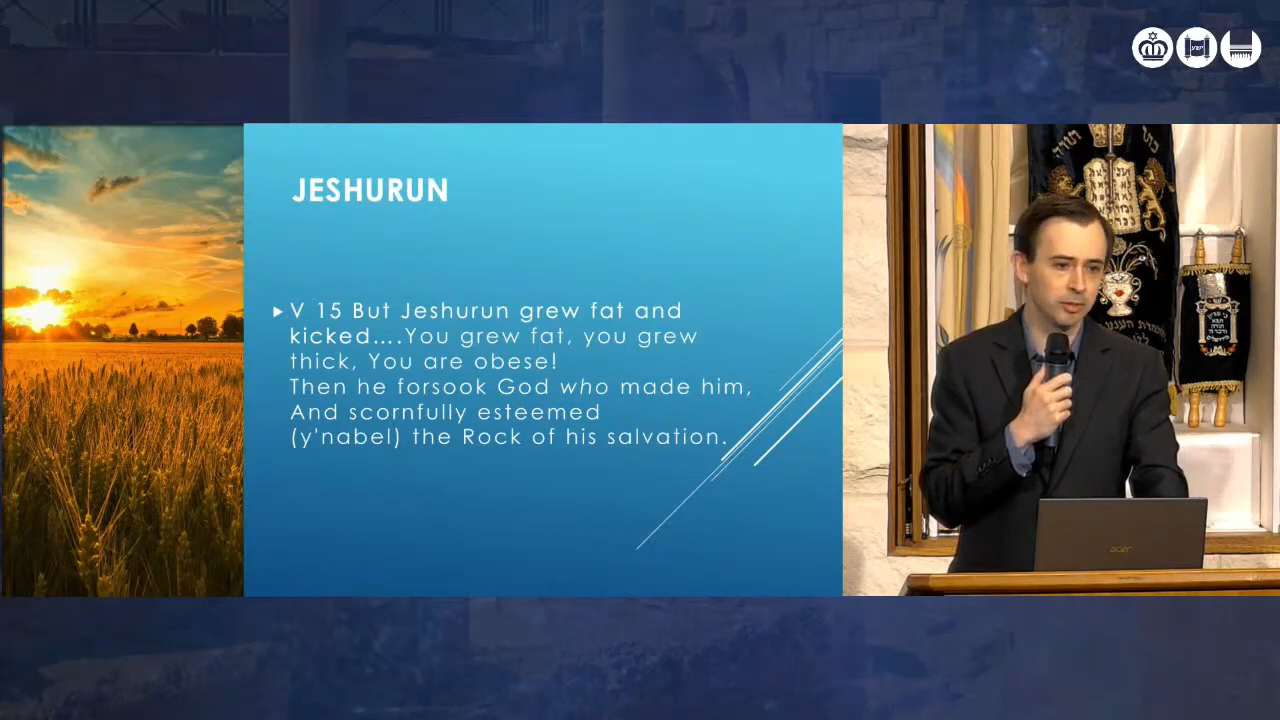 JESHURUN
V 15 But Jeshurun grew fat and
kicked....You grew fat, you grew
thick, You are obese!
Then he forsook God who made him,
And scornfully esteemed
(y'nabel) the Rock of his salvation.
acer